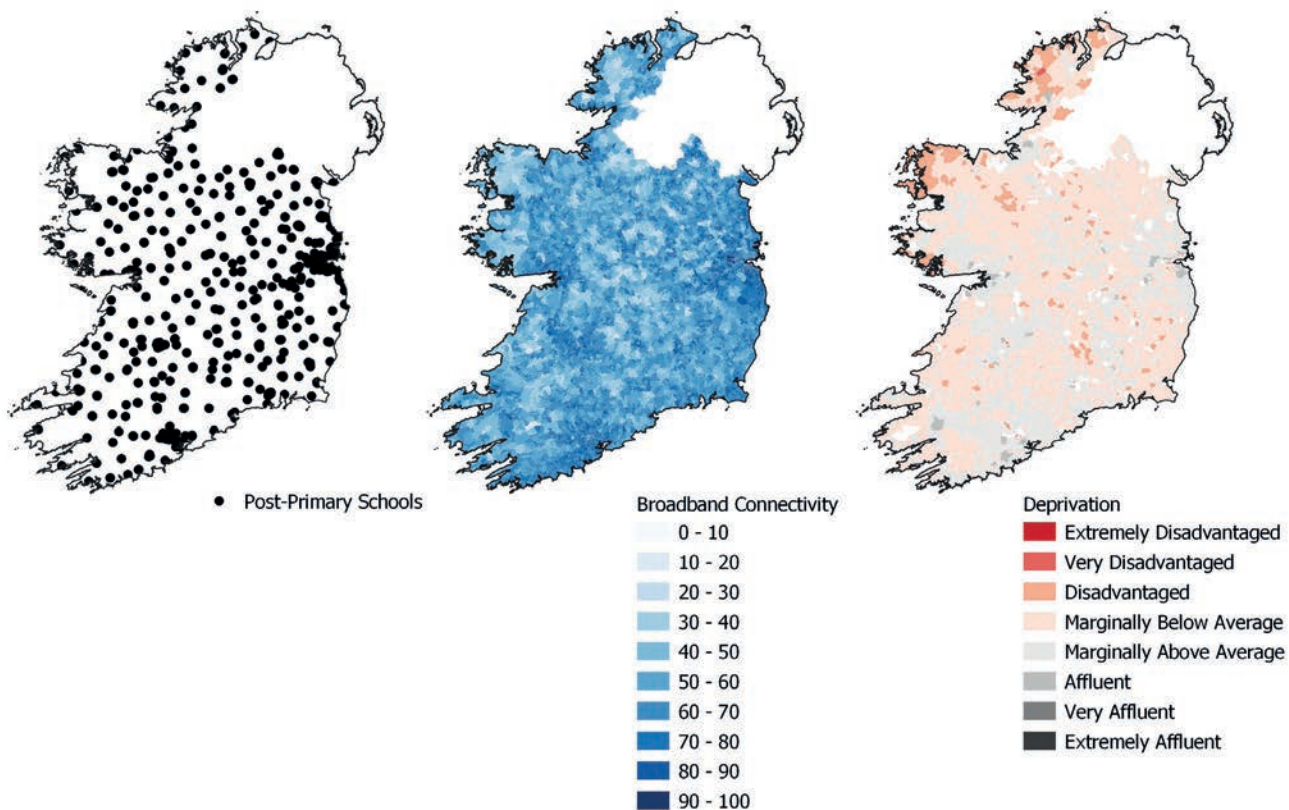 Post-Primary Schools
Broadband Connectivity
0 - 10
10 - 20
20 - 30
30 - 40
40 - 50
50 - 60
60 - 70
70 - 80
80 - 90
90 - 100
Deprivation
Extremely Disadvantaged
Very Disadvantaged
Disadvantaged
Marginally Below Average
Marginally Above Average
Affluent
Very Affluent
Extremely Affluent